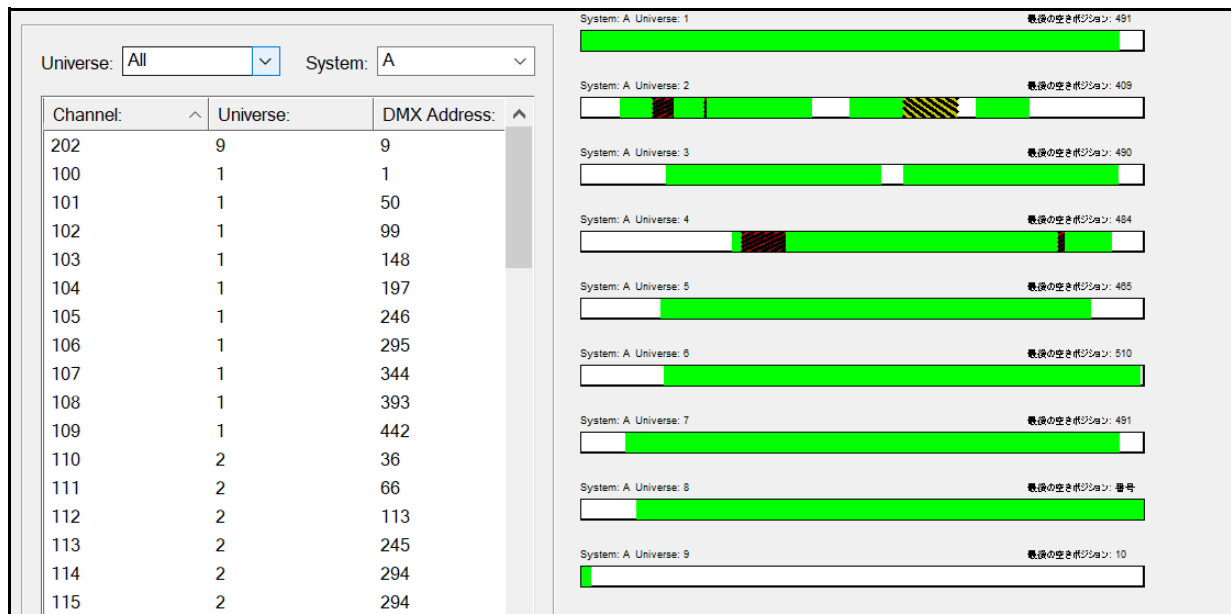 Universe: All System: A
Channel: Universe: DMX Address:
202 9 9
100 1 1
101 1 50
102 1 99
103 1 148
104 1 197
105 1 246
106 1 295
107 1 344
108 1 393
109 1 442
110 2 36
111 2 66
112 2 113
113 2 245
114 2 294
115 2 294
System: A Universe: 1 最後の空きポジション: 491
System: A Universe: 2 最後の空きポジション: 409
System: A Universe: 3 最後の空きポジション: 490
System: A Universe: 4 最後の空きポジション: 484
System: A Universe: 5 最後の空きポジション: 465
System: A Universe: 6 最後の空きポジション: 510
System: A Universe: 7 最後の空きポジション: 491
System: A Universe: 8 最後の空きポジション: 番号
System: A Universe: 9 最後の空きポジション: 10